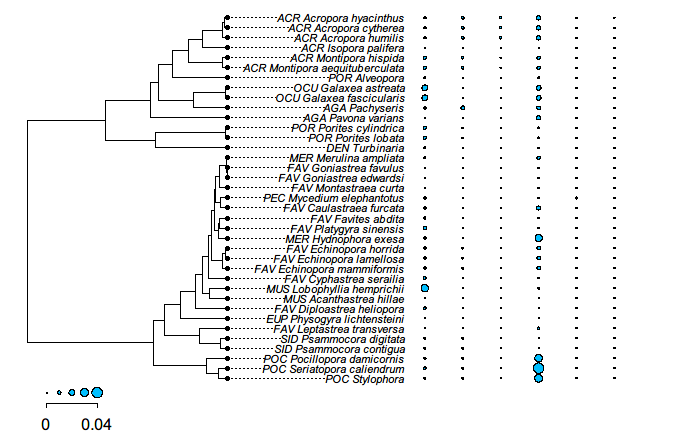 ACR Acropora hyacinthus
ACR Acropora cytherea
ACR Acropora humilis
ACR Isopora palifera
ACR Montipora hispida
ACR Montipora aequituberculata
POR Alveopora
OCU Galaxea astreata
OCU Galaxea fascicularis
AGA Pachyseris
AGA Pavona varians
POR Porites cylindrica
POR Porites lobata
DEN Turbinaria
MER Merulina ampliata
FAV Goniastrea favulus
FAV Goniastrea edwardsi
FAV Montastraea curta
PEC Mycedium elephantotus
FAV Caulastraea furcata
FAV Favites abdita
FAV Platygyra sinensis
MER Hydnophora exesa
FAV Echinopora horrida
FAV Echinopora lamellosa
FAV Echinopora mammiformis
FAV Cyphastrea serailia
MUS Lobophyllia hemprichii
MUS Acanthastrea hillae
FAV Diploastrea heliopora
EUP Physogyra lichtensteini
FAV Leptastrea transversa
SID Psammocora digitata
SID Psammocora contigua
POC Pocillopora damicornis
POC Seriatopora caliendrum
POC Stylophora
0 0.04